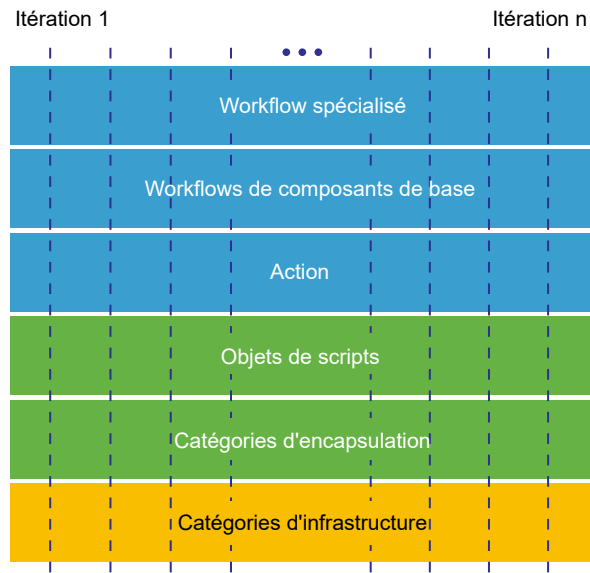 Itération 1
Itération n
Workflow spécialisé
Workflows de composants de base
Action
Objets de scripts
Catégories d'encapsulation
Catégories d'infrastructure